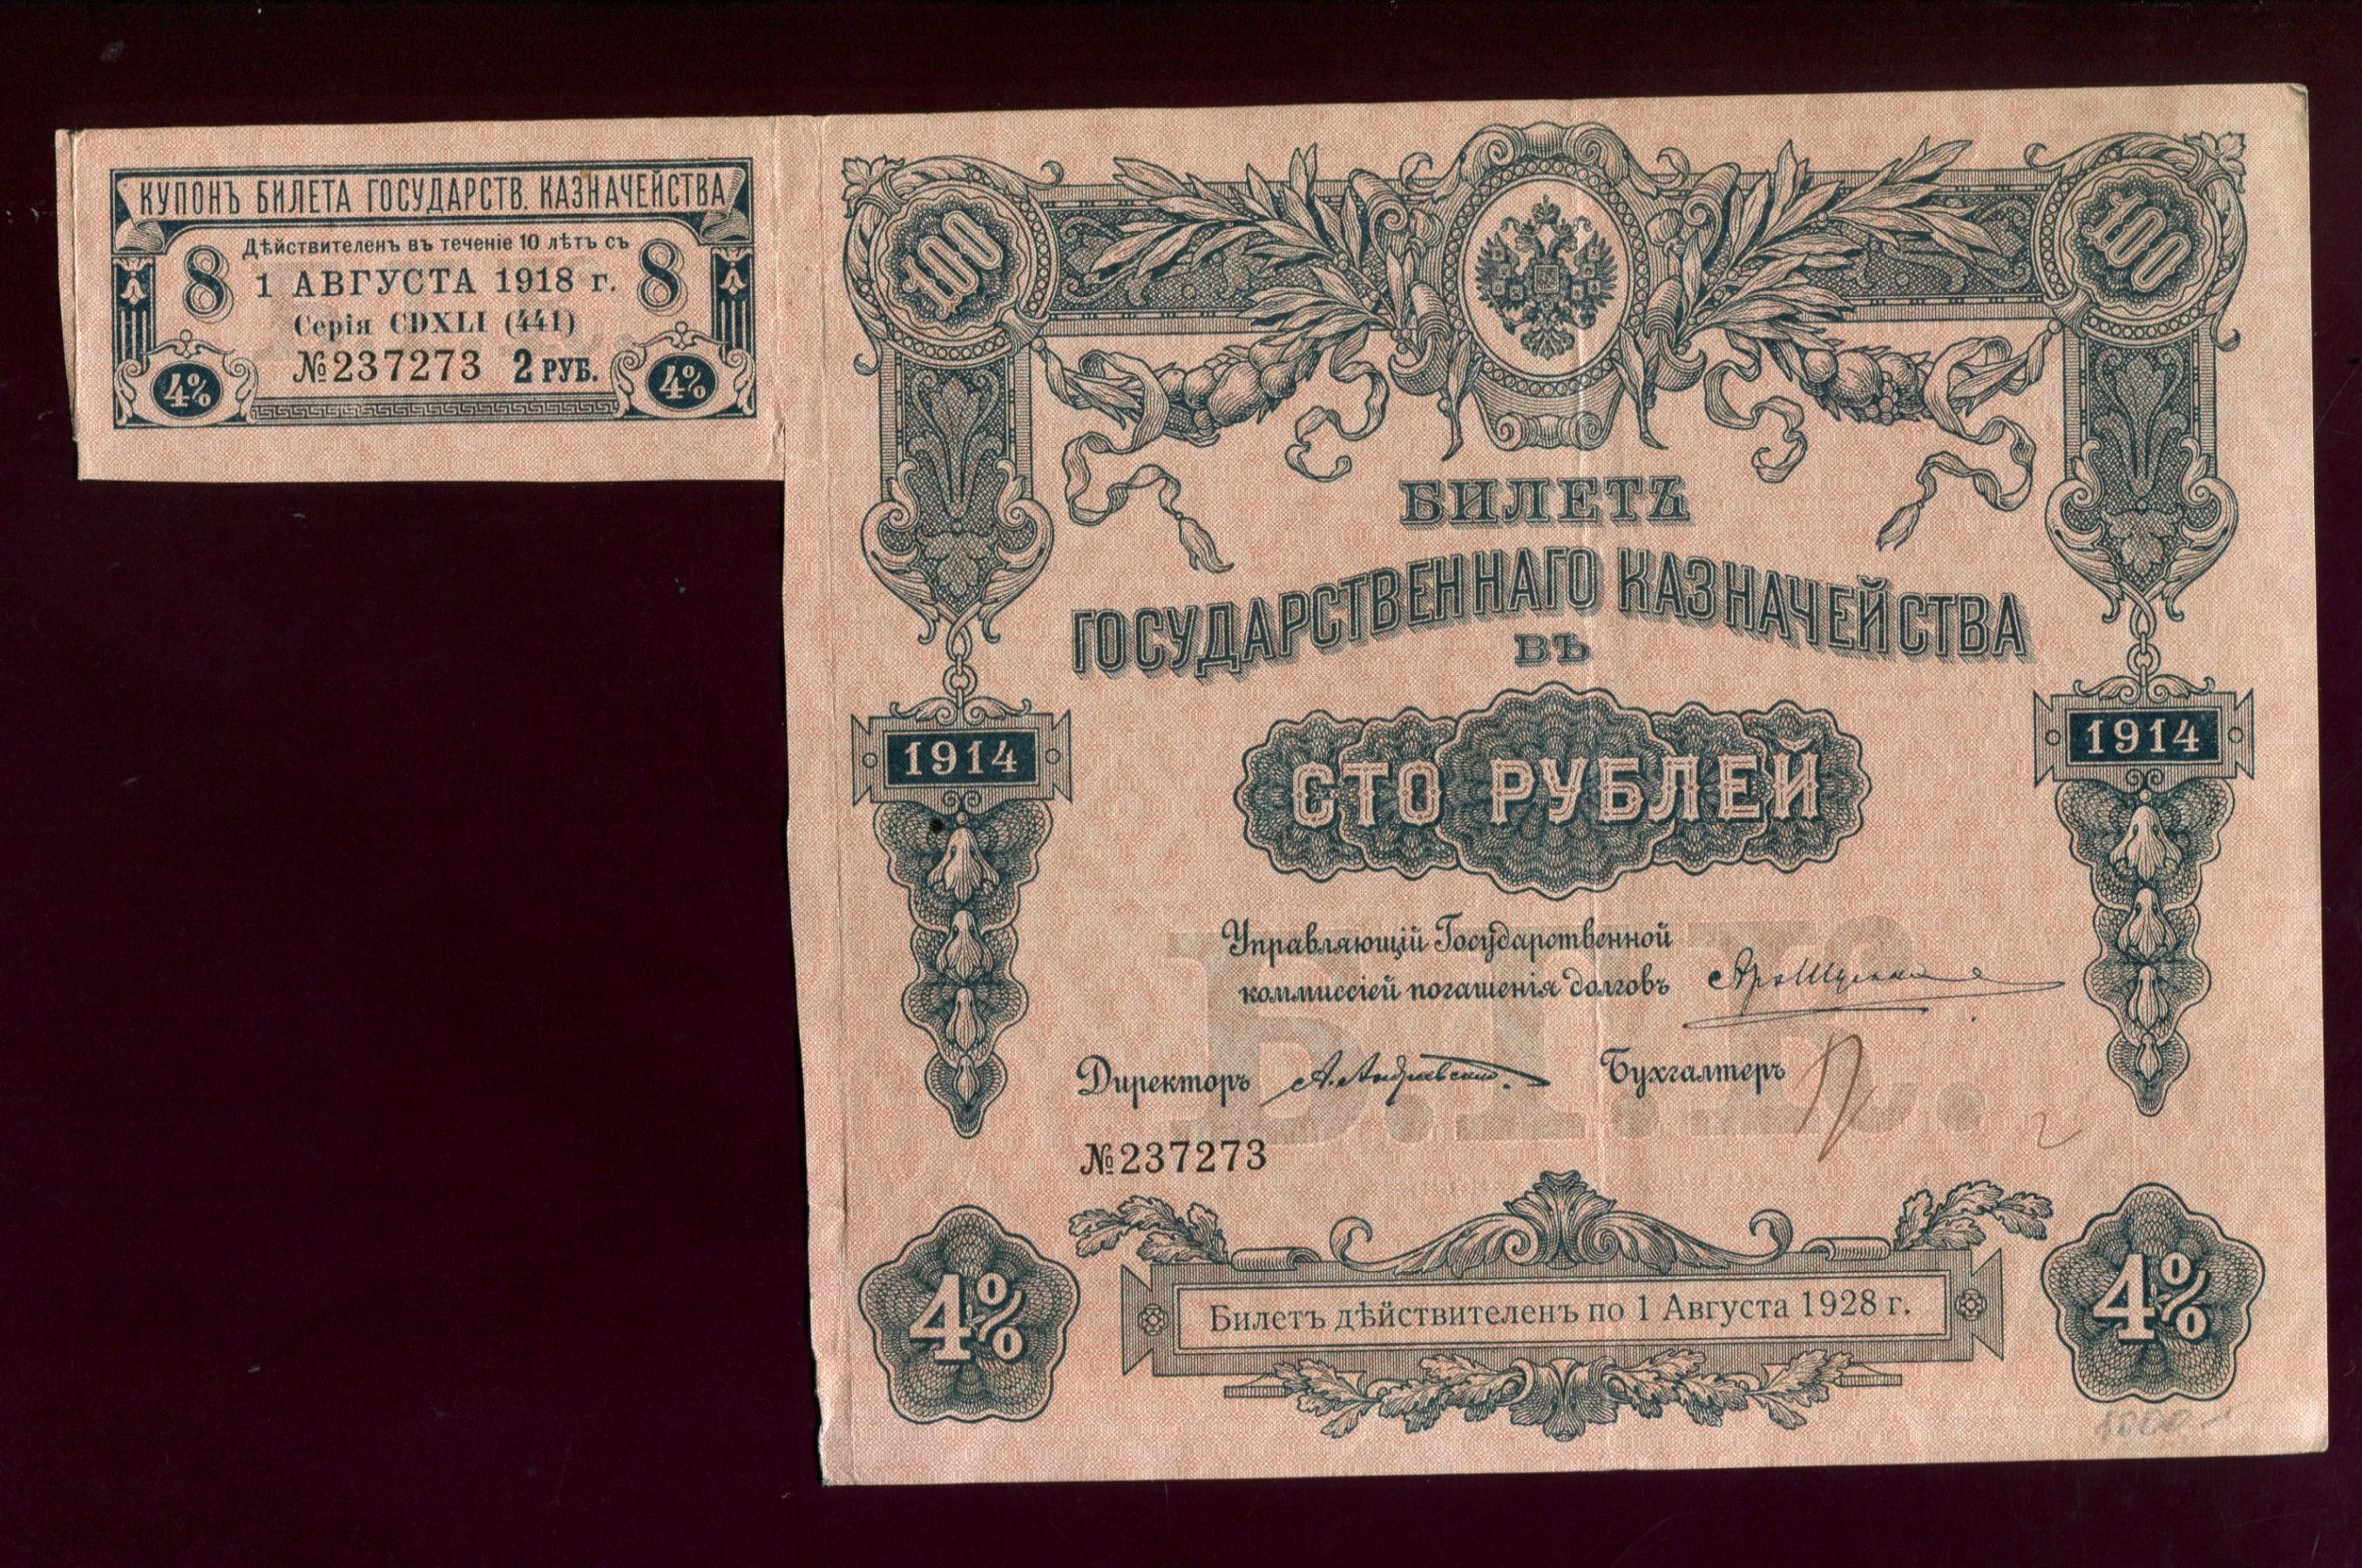 КУПОНЪ БИЛЕТА ГОСУДАРСТВ. КАЗНАЧЕЙСТВА
Дѣйствителенъ въ теченіе 10 лѣтъ съ
8 1 АВГУСТА 1918 г. 8
Серія CDXLI (441)
№237273 2 РУБ.
4% 4%
100 100
БИЛЕТЪ
ГОСУДАРСТВЕННАГО КАЗНАЧЕЙСТВА
ВЪ
1914 1914
СТО РУБЛЕЙ
Управляющій Государственной
коммиссіей погашенія долговъ
Директоръ Бухгалтеръ
Б.Г.К.
№237273
4% 4%
Билетъ дѣйствителенъ по 1 Августа 1928 г.